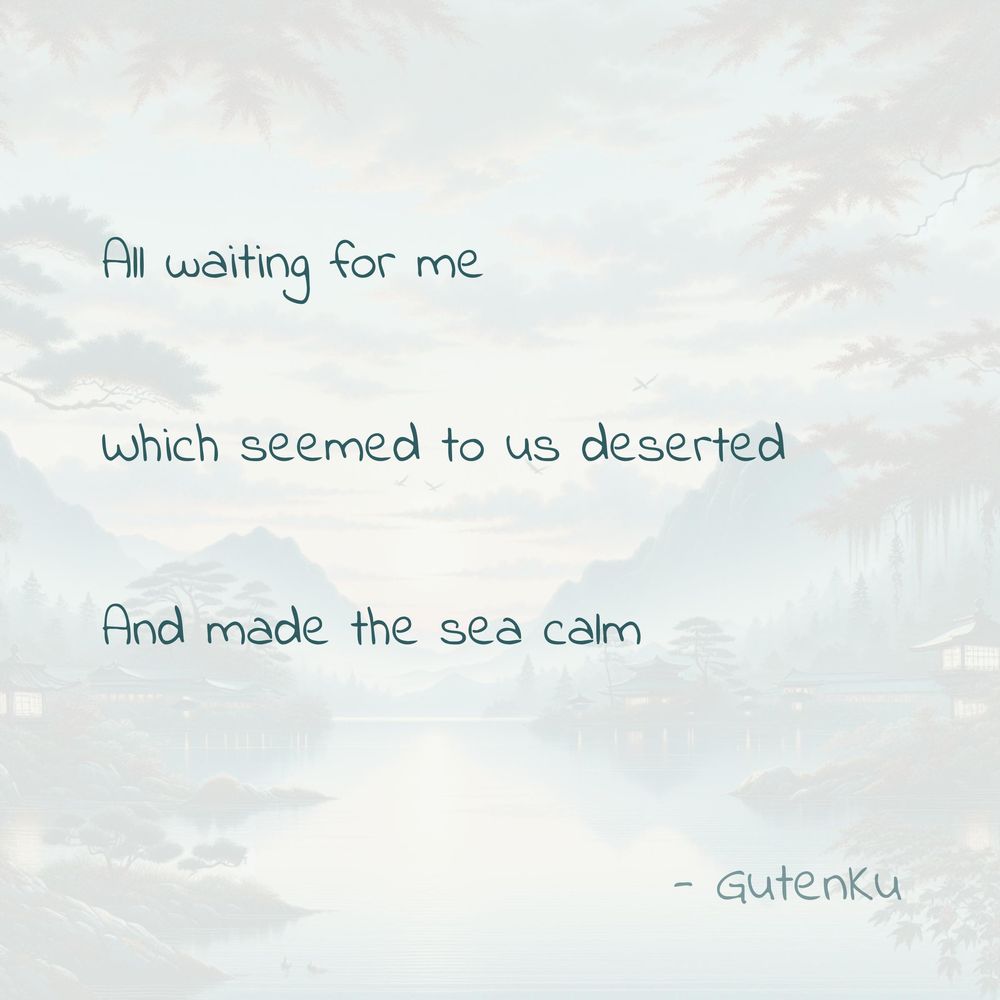 All waiting for me
which seemed to us deserted
And made the sea calm
- GutenKu